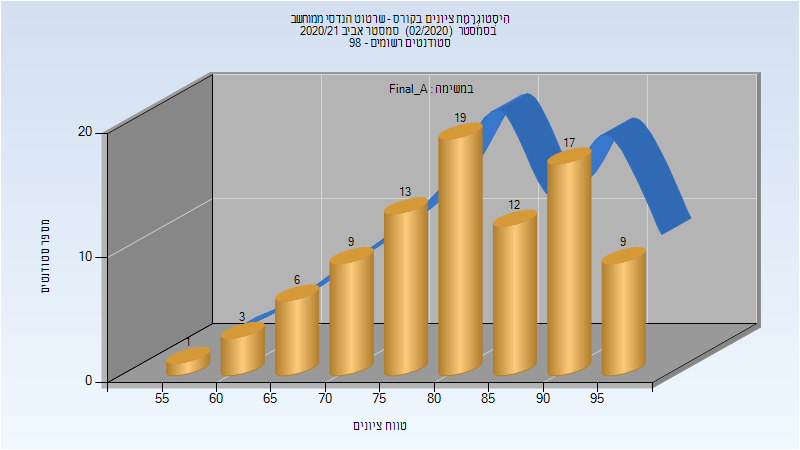 היסטוגרמת ציונים בקורס - שרטוט הנדסי ממוחשב
בסמסטר (02/2020) סמסטר אביב 2020/21
סטודנטים רשומים - 98
במשימה : Final_A
20
10
0
מספר סטודנטים
1
3
6
9
13
19
12
17
9
55 60 65 70 75 80 85 90 95
טווח ציונים